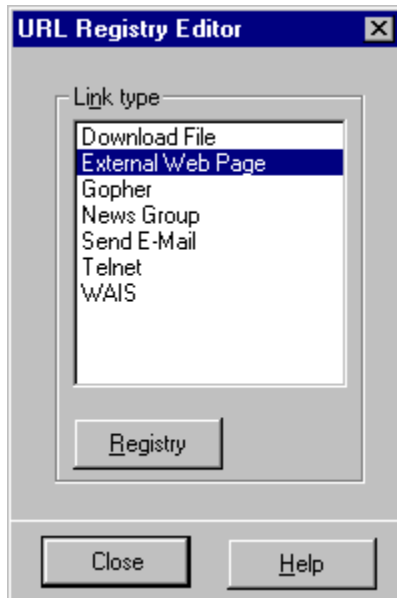 URL Registry Editor
Link type
Download File
External Web Page
Gopher
News Group
Send E-Mail
Telnet
WAIS
Registry
Close
Help